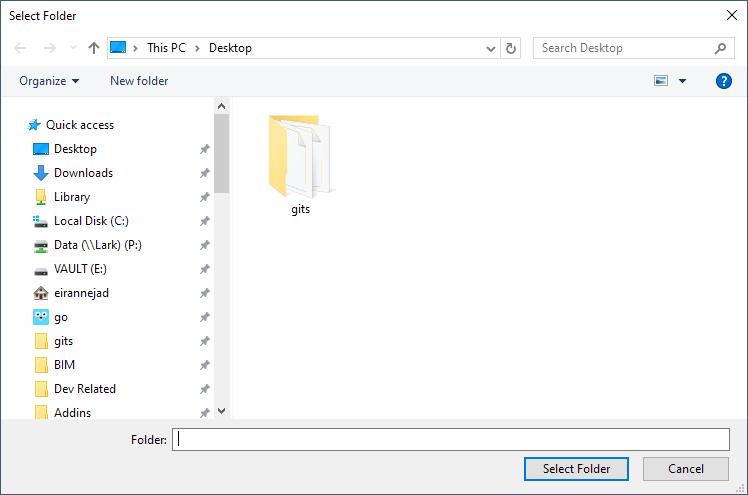 Select Folder
This PC > Desktop
Search Desktop
Organize
New folder
?
Quick access
Desktop
Downloads
Library
Local Disk (C:)
Data (\\Lark) (P:)
VAULT (E:)
eirannejad
go
gits
BIM
Dev Related
Addins
gits
Folder:
Select Folder
Cancel